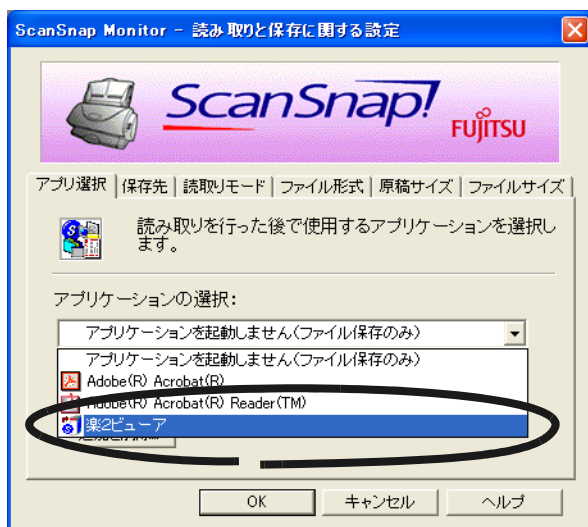 ScanSnap Monitor - 読み取りと保存に関する設定
ScanSnap!
FUJITSU
アプリ選択 保存先 読取りモード ファイル形式 原稿サイズ ファイルサイズ
読み取りを行った後で使用するアプリケーションを選択し
ます。
アプリケーションの選択:
アプリケーションを起動しません(ファイル保存のみ)
アプリケーションを起動しません(ファイル保存のみ)
Adobe(R) Acrobat(R)
Adobe(R) Acrobat(R) Reader(TM)
楽2ビューア
OK キャンセル ヘルプ